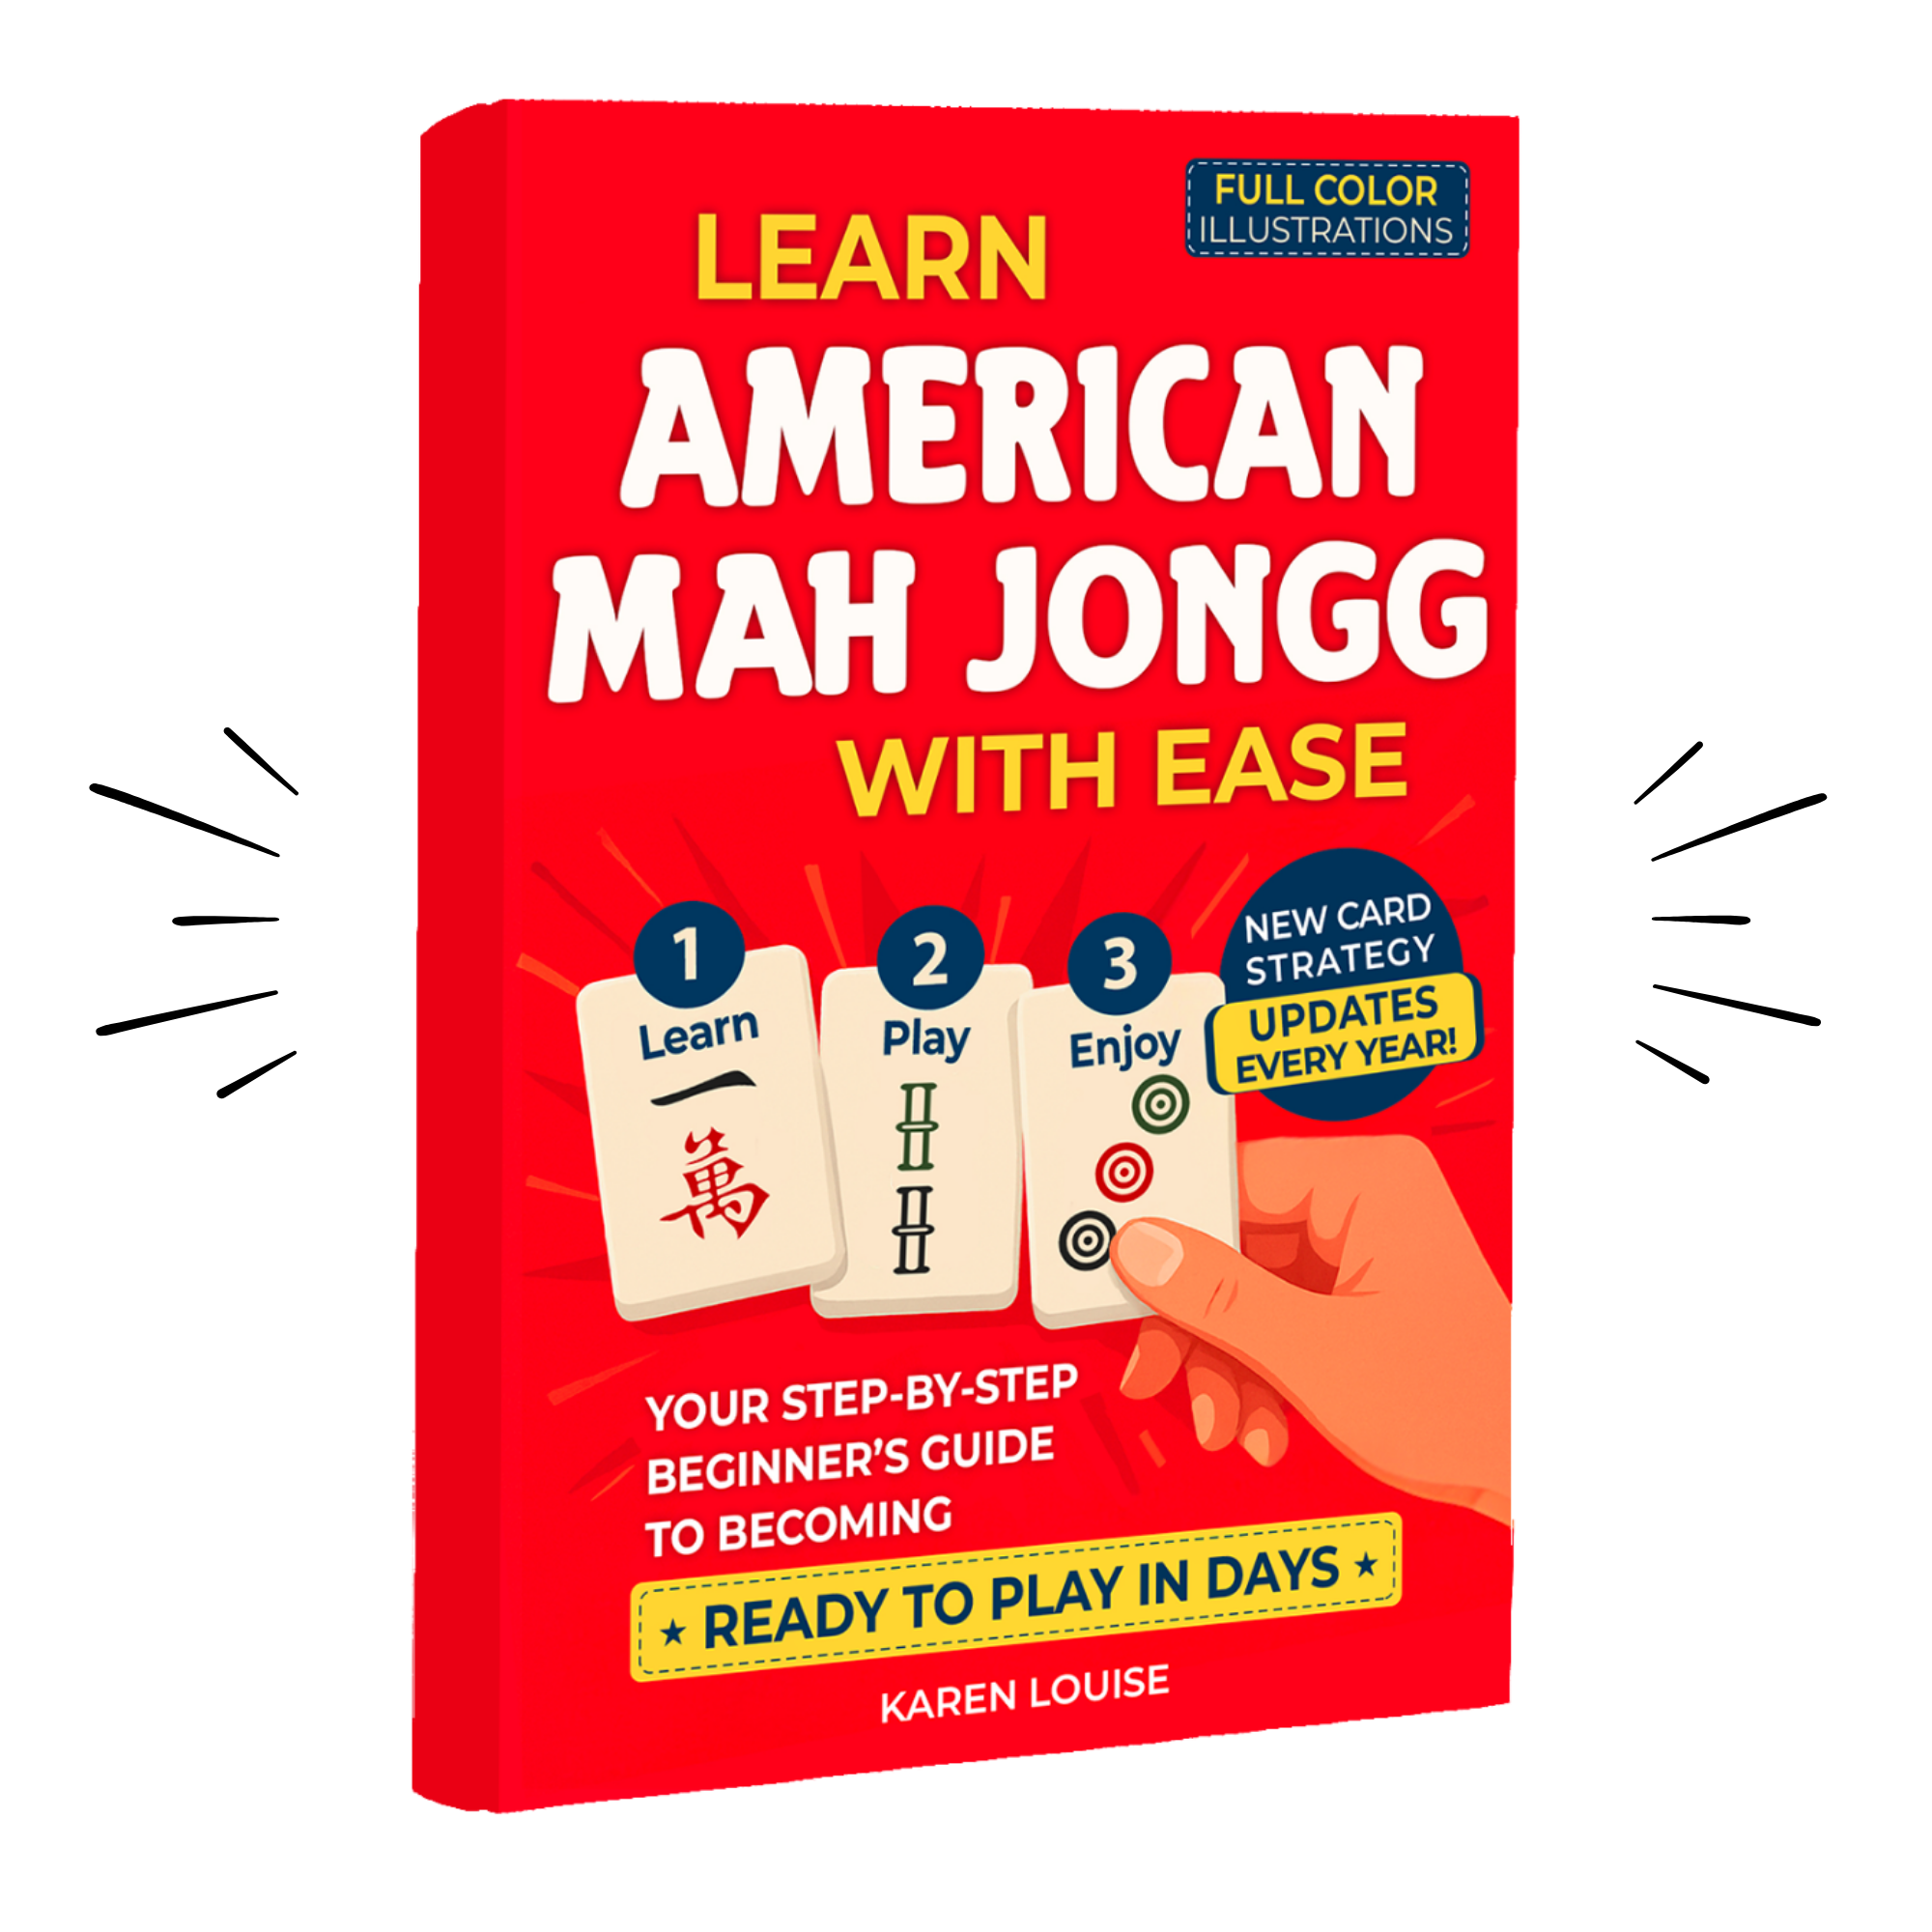 FULL COLOR
ILLUSTRATIONS
LEARN
AMERICAN
MAH JONGG
WITH EASE
1
Learn
一
萬
2
Play
3
Enjoy
NEW CARD
STRATEGY
UPDATES
EVERY YEAR!
YOUR STEP-BY-STEP
BEGINNER'S GUIDE
TO BECOMING
★ READY TO PLAY IN DAYS ★
KAREN LOUISE